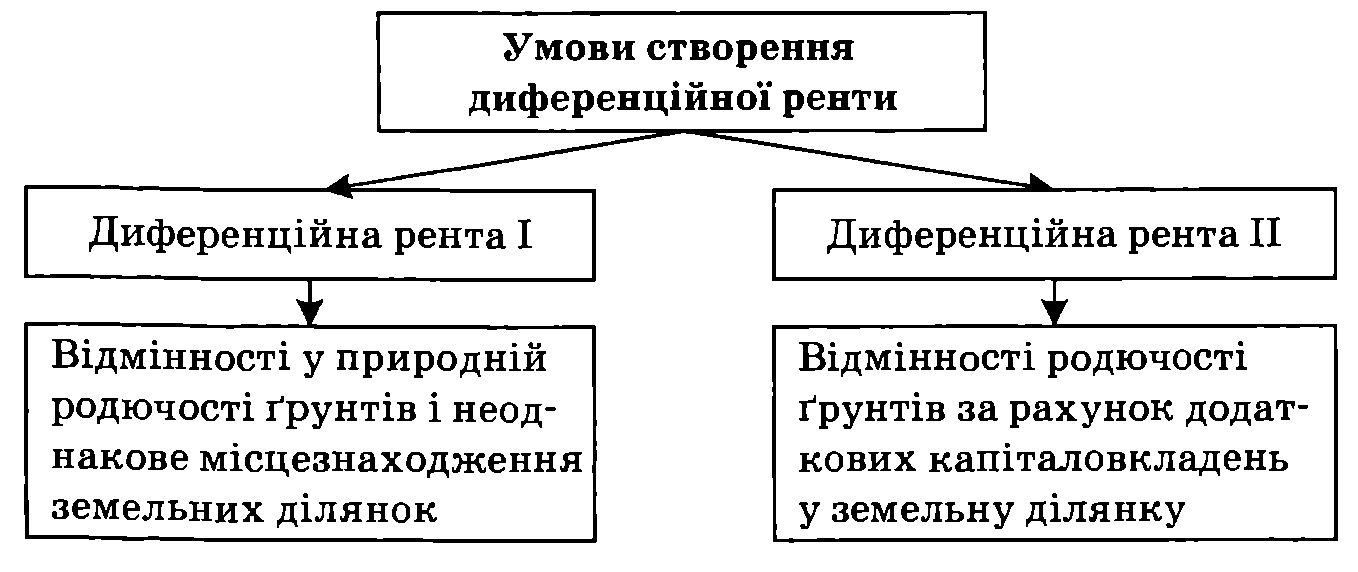 Умови створення
диференційної ренти
Диференційна рента I
Диференційна рента II
Відмінності у природній
родючості ґрунтів і неод-
накове місцезнаходження
земельних ділянок
Відмінності родючості
ґрунтів за рахунок додат-
кових капіталовкладень
у земельну ділянку